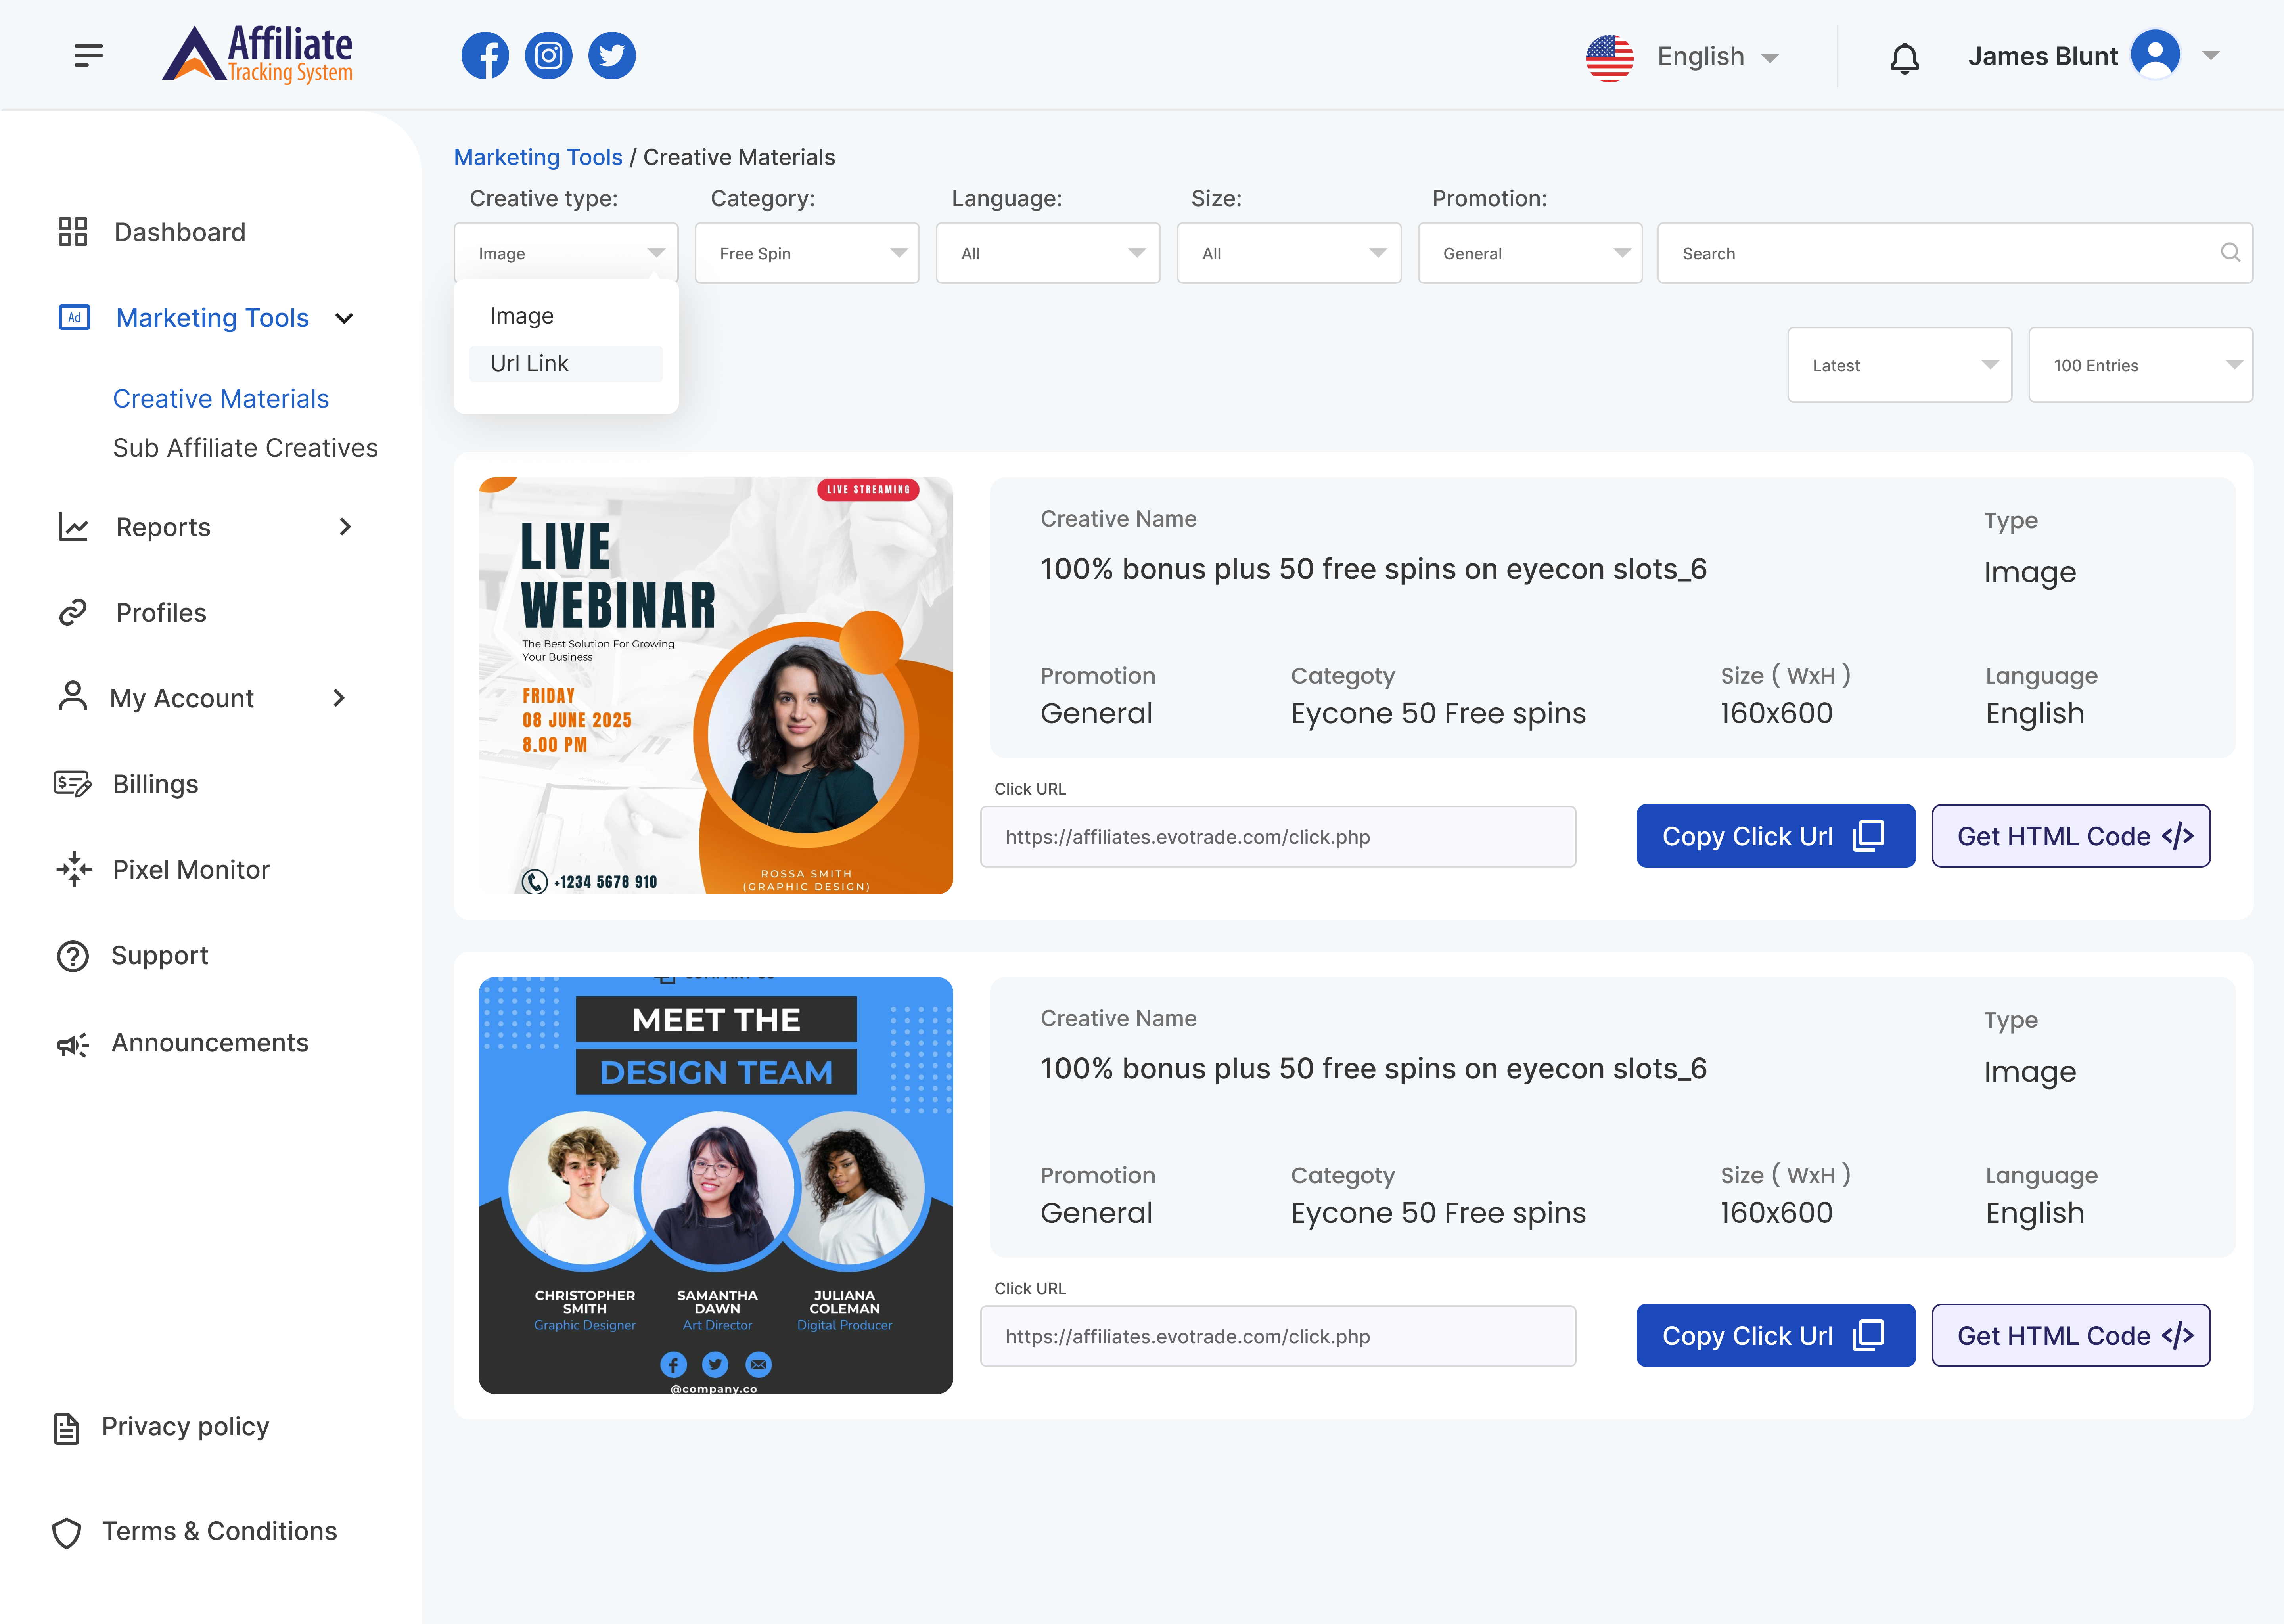 Affiliate
Tracking System
English
James Blunt
Dashboard
Ad
Marketing Tools
Creative Materials
Sub Affiliate Creatives
Reports
Profiles
My Account
Billings
Pixel Monitor
Support
Announcements
Privacy policy
Terms & Conditions
Marketing Tools / Creative Materials
Creative type:
Category:
Language:
Size:
Promotion:
Image
Free Spin
All
All
General
Search
Image
Url Link
Latest
100 Entries
LIVE STREAMING
LIVE
WEBINAR
The Best Solution For Growing
Your Business
FRIDAY
08 JUNE 2025
8.00 PM
+1234 5678 910
ROSSA SMITH
(GRAPHIC DESIGN)
Creative Name
Type
100% bonus plus 50 free spins on eyecon slots_6
Image
Promotion
Categoty
Size ( WxH )
Language
General
Eycone 50 Free spins
160x600
English
Click URL
https://affiliates.evotrade.com/click.php
Copy Click Url
Get HTML Code </>
MEET THE
DESIGN TEAM
CHRISTOPHER
SMITH
Graphic Designer
SAMANTHA
DAWN
Art Director
JULIANA
COLEMAN
Digital Producer
@company.co
Creative Name
Type
100% bonus plus 50 free spins on eyecon slots_6
Image
Promotion
Categoty
Size ( WxH )
Language
General
Eycone 50 Free spins
160x600
English
Click URL
https://affiliates.evotrade.com/click.php
Copy Click Url
Get HTML Code </>